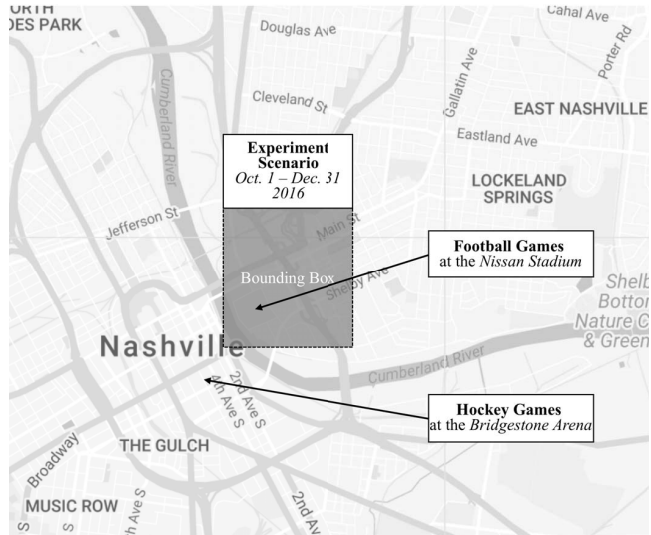 ORTH
DES PARK
Douglas Ave
Cahal Ave
Porter Rd
Gallatin Ave
Cumberland River
Cleveland St
EAST NASHVILLE
Eastland Ave
Experiment
Scenario
Oct. 1 – Dec. 31
2016
LOCKELAND
SPRINGS
Jefferson St
Main St
Football Games
at the Nissan Stadium
Bounding Box
Shelby Ave
Shelb
Bottom
Nature C
& Green
Nashville
Cumberland River
2nd Ave S
4th Ave S
Hockey Games
at the Bridgestone Arena
THE GULCH
Broadway
MUSIC ROW
2nd Av
4th Ave S
S
S